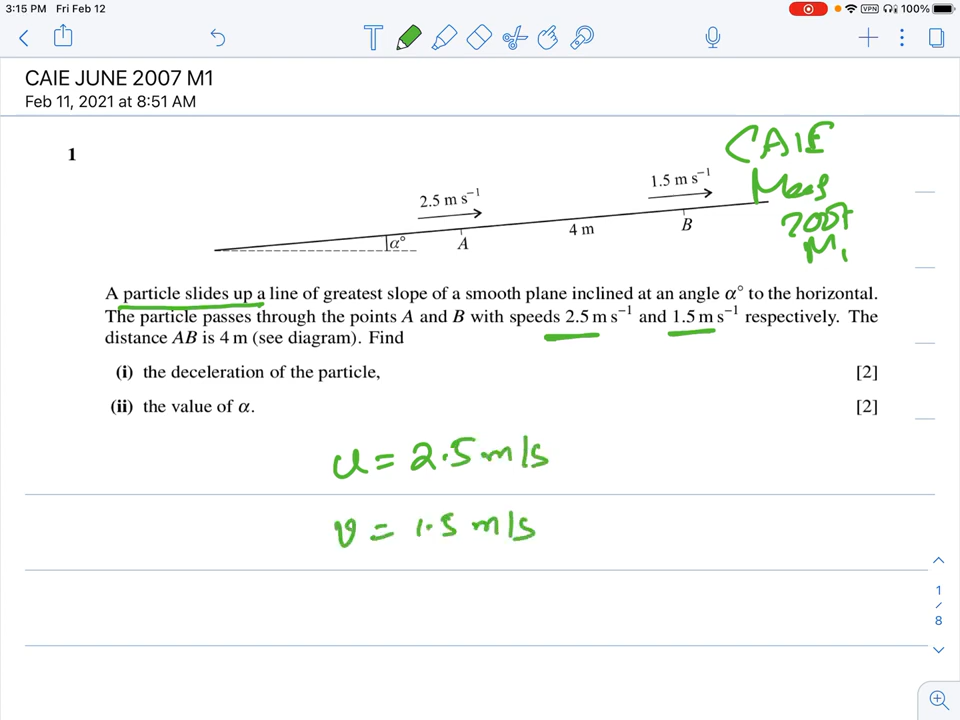 3:15 PM Fri Feb 12
VPN 100%
T
CAIE JUNE 2007 M1
Feb 11, 2021 at 8:51 AM
1
CAIE
2007
M1
2.5 m s⁻¹
1.5 m s⁻¹
α°
A
4 m
B
A particle slides up a line of greatest slope of a smooth plane inclined at an angle α° to the horizontal.
The particle passes through the points A and B with speeds 2.5 m s⁻¹ and 1.5 m s⁻¹ respectively. The
distance AB is 4 m (see diagram). Find
(i) the deceleration of the particle, [2]
(ii) the value of α. [2]
u = 2.5 m/s
v = 1.5 m/s
1
/
8